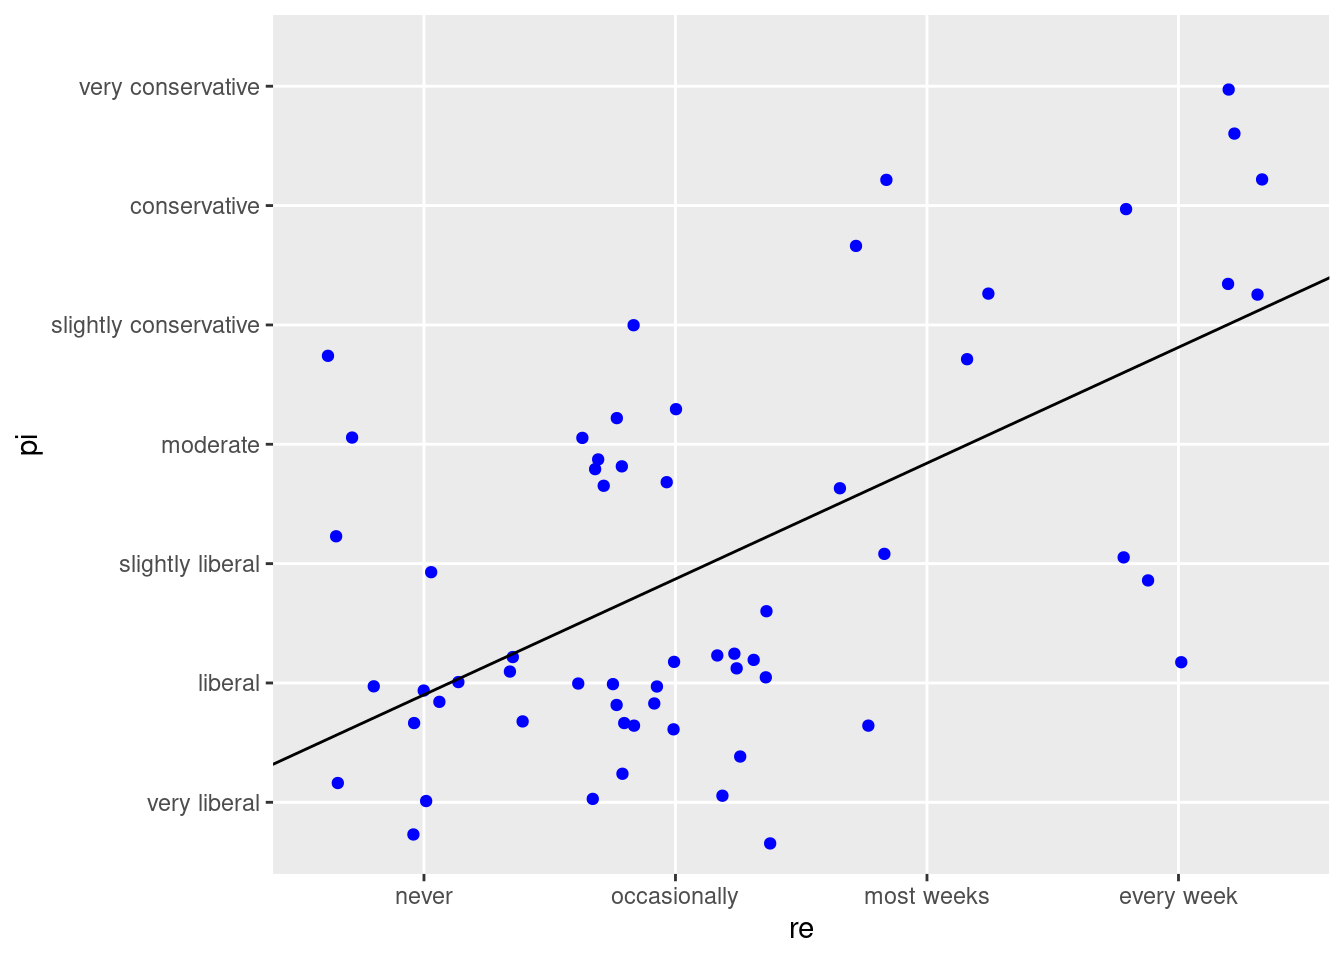 very conservative
conservative
slightly conservative
moderate
slightly liberal
liberal
very liberal
pi
never occasionally most weeks every week
re